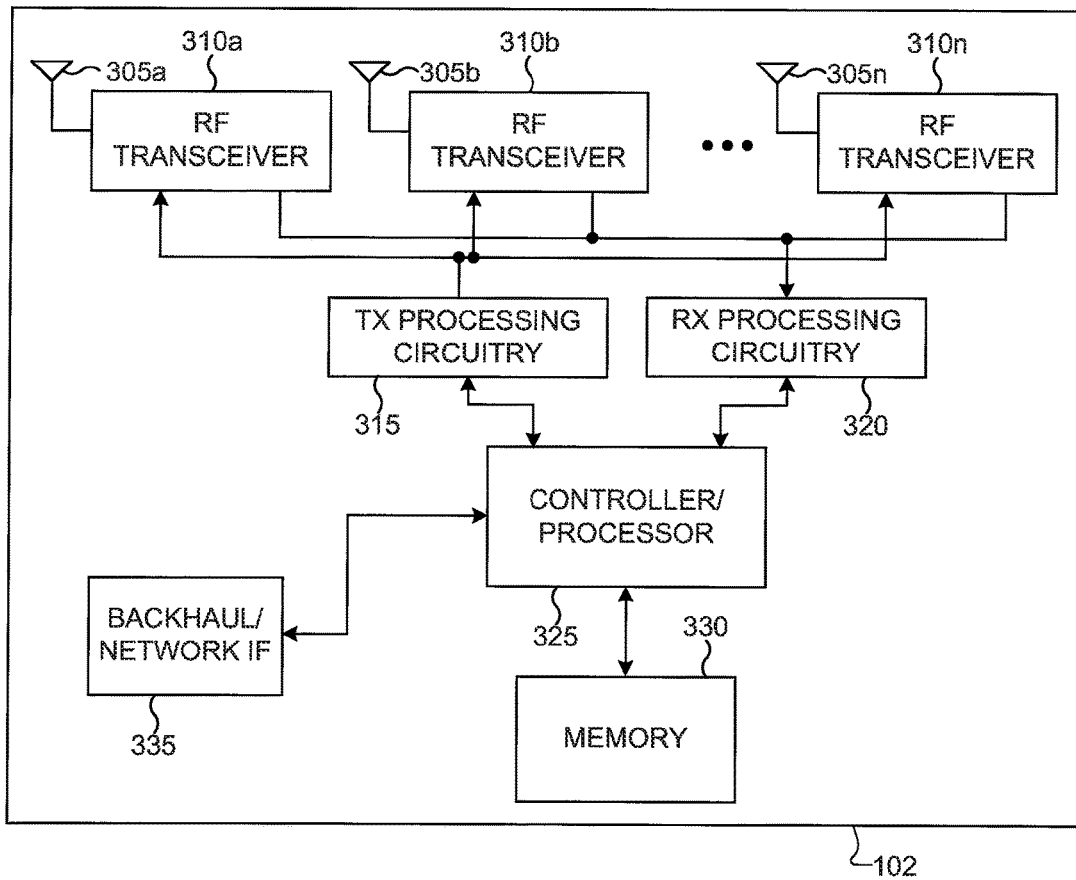 310a
310b
310n
305a
305b
305n
RF
TRANSCEIVER
RF
TRANSCEIVER
RF
TRANSCEIVER
TX PROCESSING
CIRCUITRY
RX PROCESSING
CIRCUITRY
315
320
CONTROLLER/
PROCESSOR
BACKHAUL/
NETWORK IF
325
330
335
MEMORY
102